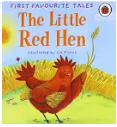 FIRST FAVOURITE TALES
The Little
Red Hen